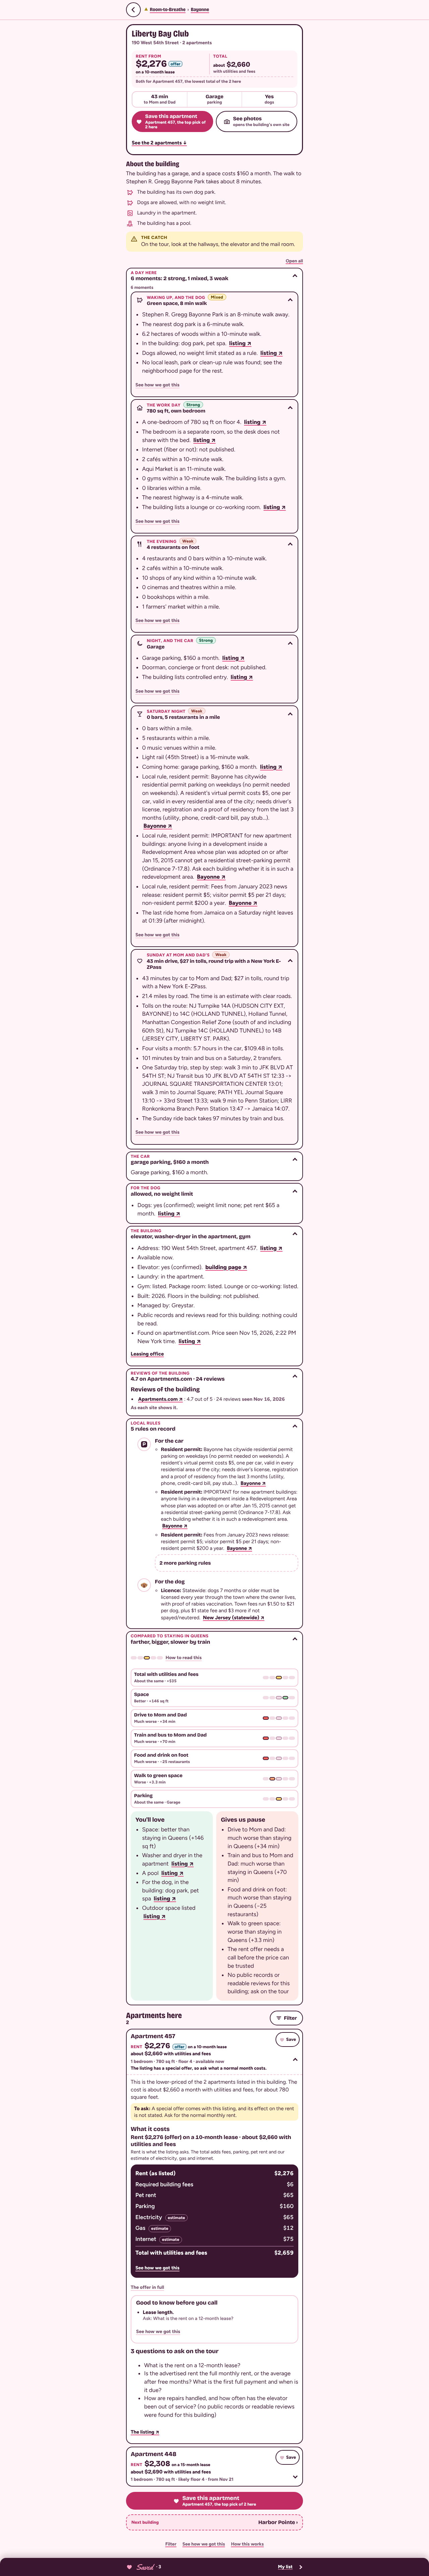 Room-to-Breathe · Bayonne
Liberty Bay Club
190 West 54th Street · 2 apartments
RENT FROM
$2,276 offer
on a 10-month lease
TOTAL
about $2,660
with utilities and fees
Both for Apartment 457, the lowest total of the 2 here
43 min
to Mom and Dad
Garage
parking
Yes
dogs
Save this apartment
Apartment 457, the top pick of
2 here
See photos
opens the building's own site
See the 2 apartments ↓
About the building
The building has a garage, and a space costs $160 a month. The walk to
Stephen R. Gregg Bayonne Park takes about 8 minutes.
The building has its own dog park.
Dogs are allowed, with no weight limit.
Laundry in the apartment.
The building has a pool.
THE CATCH
On the tour, look at the hallways, the elevator and the mail room.
Open all
A DAY HERE
6 moments: 2 strong, 1 mixed, 3 weak
6 moments
WAKING UP, AND THE DOG Mixed
Green space, 8 min walk
Stephen R. Gregg Bayonne Park is an 8-minute walk away.
The nearest dog park is a 6-minute walk.
6.2 hectares of woods within a 10-minute walk.
In the building: dog park, pet spa. listing ↗
Dogs allowed, no weight limit stated as a rule. listing ↗
No local leash, park or clean-up rule was found; see the
neighborhood page for the rest.
See how we got this
THE WORK DAY Strong
780 sq ft, own bedroom
A one-bedroom of 780 sq ft on floor 4. listing ↗
The bedroom is a separate room, so the desk does not
share with the bed. listing ↗
Internet (fiber or not): not published.
2 cafés within a 10-minute walk.
Aqui Market is an 11-minute walk.
0 gyms within a 10-minute walk. The building lists a gym.
0 libraries within a mile.
The nearest highway is a 4-minute walk.
The building lists a lounge or co-working room. listing ↗
See how we got this
THE EVENING Weak
4 restaurants on foot
4 restaurants and 0 bars within a 10-minute walk.
2 cafés within a 10-minute walk.
10 shops of any kind within a 10-minute walk.
0 cinemas and theatres within a mile.
0 bookshops within a mile.
1 farmers' market within a mile.
See how we got this
NIGHT, AND THE CAR Strong
Garage
Garage parking, $160 a month. listing ↗
Doorman, concierge or front desk: not published.
The building lists controlled entry. listing ↗
See how we got this
SATURDAY NIGHT Weak
0 bars, 5 restaurants in a mile
0 bars within a mile.
5 restaurants within a mile.
0 music venues within a mile.
Light rail (45th Street) is a 16-minute walk.
Coming home: garage parking, $160 a month. listing ↗
Local rule, resident permit: Bayonne has citywide
residential permit parking on weekdays (no permit needed
on weekends). A resident's virtual permit costs $5, one per
car, valid in every residential area of the city; needs driver's
license, registration and a proof of residency from the last 3
months (utility, phone, credit-card bill, pay stub...).
Bayonne ↗
Local rule, resident permit: IMPORTANT for new apartment
buildings: anyone living in a development inside a
Redevelopment Area whose plan was adopted on or after
Jan 15, 2015 cannot get a residential street-parking permit
(Ordinance 7-17.8). Ask each building whether it is in such a
redevelopment area. Bayonne ↗
Local rule, resident permit: Fees from January 2023 news
release: resident permit $5; visitor permit $5 per 21 days;
non-resident permit $200 a year. Bayonne ↗
The last ride home from Jamaica on a Saturday night leaves
at 01:39 (after midnight).
See how we got this
SUNDAY AT MOM AND DAD'S Weak
43 min drive, $27 in tolls, round trip with a New York E-
ZPass
43 minutes by car to Mom and Dad; $27 in tolls, round trip
with a New York E-ZPass.
21.4 miles by road. The time is an estimate with clear roads.
Tolls on the route: NJ Turnpike 14A (HUDSON CITY EXT,
BAYONNE) to 14C (HOLLAND TUNNEL), Holland Tunnel,
Manhattan Congestion Relief Zone (south of and including
60th St), NJ Turnpike 14C (HOLLAND TUNNEL) to 14B
(JERSEY CITY, LIBERTY ST. PARK).
Four visits a month: 5.7 hours in the car, $109.48 in tolls.
101 minutes by train and bus on a Saturday, 2 transfers.
One Saturday trip, step by step: walk 3 min to JFK BLVD AT
54TH ST; NJ Transit bus 10 JFK BLVD AT 54TH ST 12:33 →
JOURNAL SQUARE TRANSPORTATION CENTER 13:01;
walk 3 min to Journal Square; PATH YEL Journal Square
13:10 → 33rd Street 13:33; walk 9 min to Penn Station; LIRR
Ronkonkoma Branch Penn Station 13:47 → Jamaica 14:07.
The Sunday ride back takes 97 minutes by train and bus.
See how we got this
THE CAR
garage parking, $160 a month
Garage parking, $160 a month.
FOR THE DOG
allowed, no weight limit
Dogs: yes (confirmed); weight limit none; pet rent $65 a
month. listing ↗
THE BUILDING
elevator, washer-dryer in the apartment, gym
Address: 190 West 54th Street, apartment 457. listing ↗
Available now.
Elevator: yes (confirmed). building page ↗
Laundry: in the apartment.
Gym: listed. Package room: listed. Lounge or co-working: listed.
Built: 2026. Floors in the building: not published.
Managed by: Greystar.
Public records and reviews read for this building: nothing could
be read.
Found on apartmentlist.com. Price seen Nov 15, 2026, 2:22 PM
New York time. listing ↗
Leasing office
REVIEWS OF THE BUILDING
4.7 on Apartments.com · 24 reviews
Reviews of the building
Apartments.com ↗ : 4.7 out of 5 · 24 reviews seen Nov 16, 2026
As each site shows it.
LOCAL RULES
5 rules on record
For the car
Resident permit: Bayonne has citywide residential permit parking
on weekdays (no permit needed on weekends). A resident's
virtual permit costs $5, one per car, valid in every residential
area of the city; needs driver's license, registration
and a proof of residency from the last 3 months (utility,
phone, credit-card bill, pay stub...). Bayonne ↗
Resident permit: IMPORTANT for new apartment buildings:
anyone living in a development inside a Redevelopment Area
whose plan was adopted on or after Jan 15, 2015 cannot get a
residential street-parking permit (Ordinance 7-17.8). Ask
each building whether it is in such a redevelopment area.
Bayonne ↗
Resident permit: Fees from January 2023 news release:
resident permit $5; visitor permit $5 per 21 days; non-
resident permit $200 a year. Bayonne ↗
2 more parking rules
For the dog
Licence: Statewide: dogs 7 months or older must be
licensed every year through the town where the owner lives,
with proof of rabies vaccination. Town fees run $1.50 to $21
per dog, plus $1 state fee and $3 more if not
spayed/neutered. New Jersey (statewide) ↗
COMPARED TO STAYING IN QUEENS
farther, bigger, slower by train
How to read this
Total with utilities and fees
About the same · +$25
Space
Better · +146 sq ft
Drive to Mom and Dad
Much worse · +34 min
Train and bus to Mom and Dad
Much worse · +70 min
Food and drink on foot
Much worse · −25 restaurants
Walk to green space
Worse · +3.3 min
Parking
About the same · Garage
You'll love
Space: better than
staying in Queens (+146
sq ft)
Washer and dryer in the
apartment listing ↗
A pool listing ↗
For the dog, in the
building: dog park, pet
spa listing ↗
Outdoor space listed
listing ↗
Gives us pause
Drive to Mom and Dad:
much worse than staying
in Queens (+34 min)
Train and bus to Mom and
Dad: much worse than
staying in Queens (+70
min)
Food and drink on foot:
much worse than staying
in Queens (−25
restaurants)
Walk to green space:
worse than staying in
Queens (+3.3 min)
The rent offer needs a
call before the price can
be trusted
No public records or
readable reviews for this
building; ask on the tour
Apartments here
2
Filter
Apartment 457
Save
RENT $2,276 offer on a 10-month lease
about $2,660 with utilities and fees
1 bedroom · 780 sq ft · floor 4 · available now
The listing has a special offer, so ask what a normal month costs.
This is the lower-priced of the 2 apartments listed in this building. The
cost is about $2,660 a month with utilities and fees, for about 780
square feet.
To ask: A special offer comes with this listing, and its effect on the rent
is not stated. Ask for the normal monthly rent.
What it costs
Rent $2,276 (offer) on a 10-month lease · about $2,660 with
utilities and fees
Rent is what the listing asks. The total adds fees, parking, pet rent and our
estimate of electricity, gas and internet.
Rent (as listed) $2,276
Required building fees $6
Pet rent $65
Parking $160
Electricity estimate $65
Gas estimate $12
Internet estimate $75
Total with utilities and fees $2,659
See how we got this
The offer in full
Good to know before you call
Lease length.
Ask: What is the rent on a 12-month lease?
See how we got this
3 questions to ask on the tour
What is the rent on a 12-month lease?
Is the advertised rent the full monthly rent, or the average
after free months? What is the first full payment and when is
it due?
How are repairs handled, and how often has the elevator
been out of service? (no public records or readable reviews
were found for this building)
The listing ↗
Apartment 448
Save
RENT $2,308 on a 15-month lease
about $2,690 with utilities and fees
1 bedroom · 780 sq ft · likely floor 4 · from Nov 21
Save this apartment
Apartment 457, the top pick of 2 here
Next building
Harbor Pointe ›
Filter See how we got this How this works
Saved · 3
My list